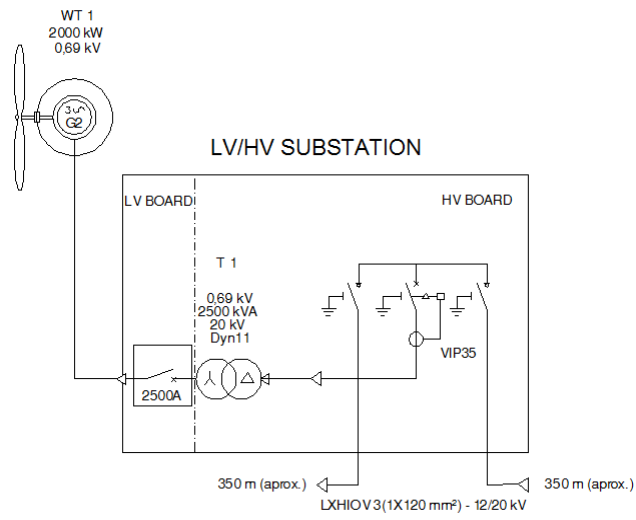 WT 1
2000 kW
0,69 kV
3
G2
LV/HV SUBSTATION
LV BOARD
HV BOARD
T 1
0,69 kV
2500 kVA
20 kV
Dyn11
VIP35
2500A
350 m (aprox.)
350 m (aprox.)
LXHIOV 3(1X120 mm²) - 12/20 kV